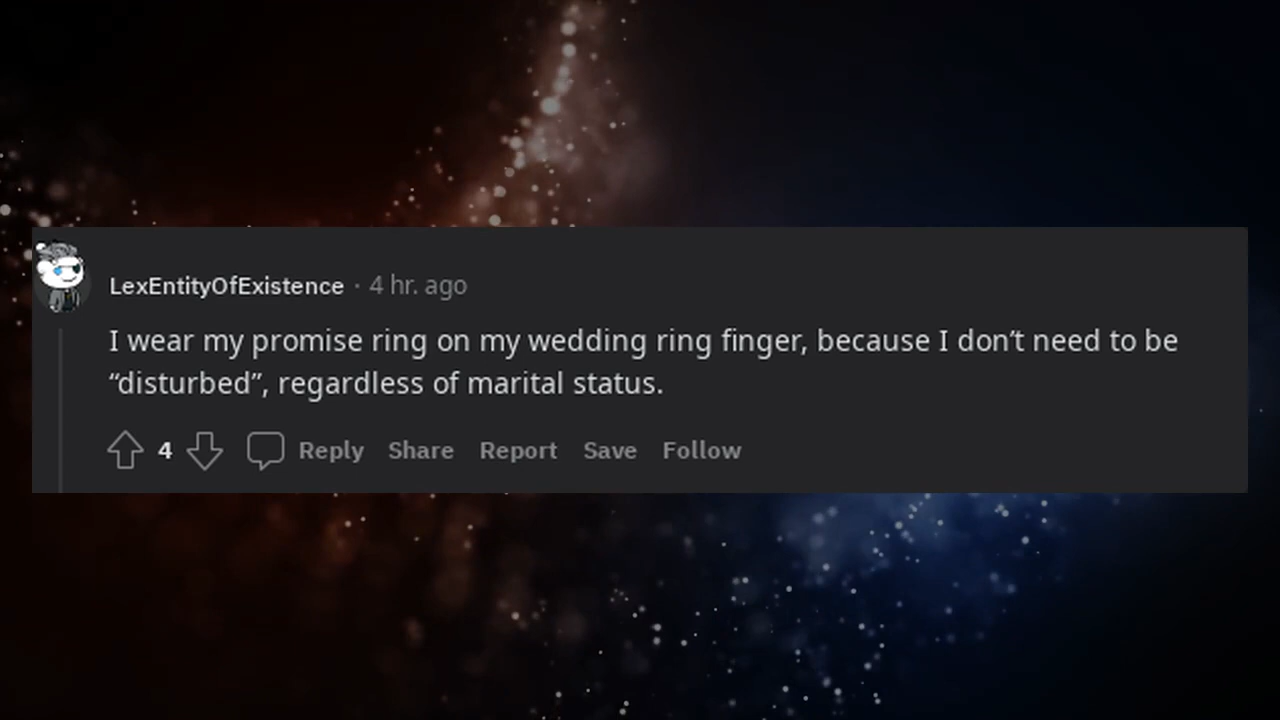 LexEntityOfExistence · 4 hr. ago
I wear my promise ring on my wedding ring finger, because I don’t need to be
“disturbed”, regardless of marital status.
4 Reply Share Report Save Follow